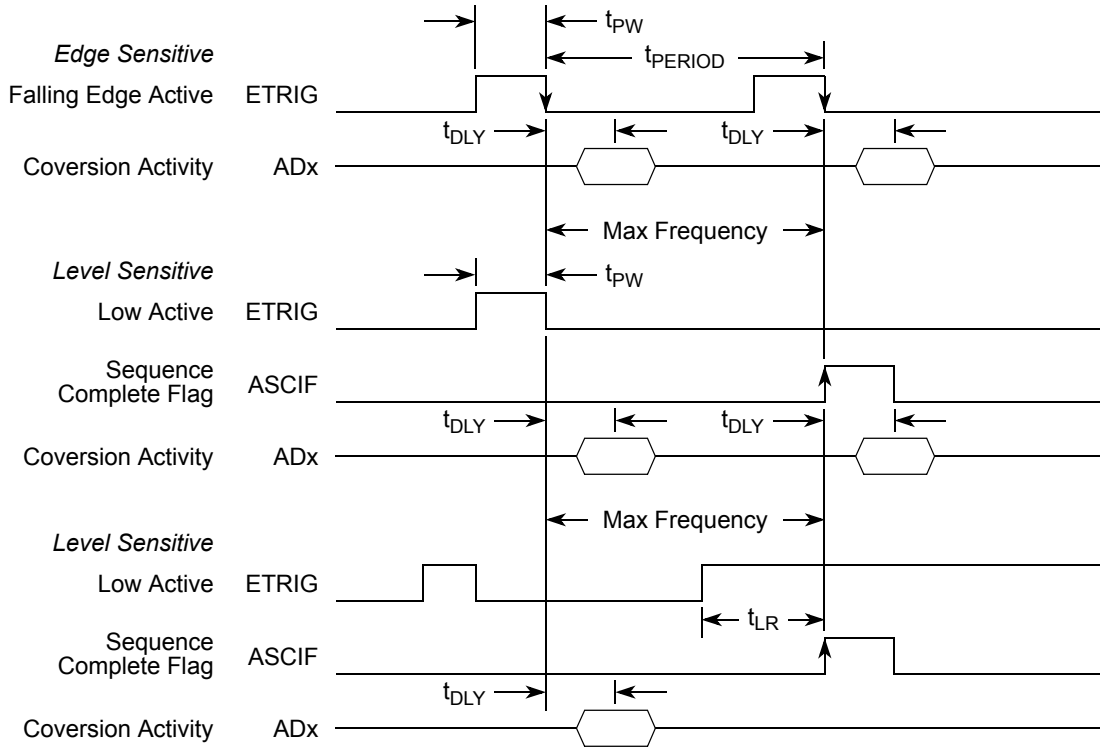 t_PW
Edge Sensitive
t_PERIOD
Falling Edge Active ETRIG
t_DLY t_DLY
Coversion Activity ADx
Max Frequency
Level Sensitive
t_PW
Low Active ETRIG
Sequence
Complete Flag ASCIF
t_DLY t_DLY
Coversion Activity ADx
Max Frequency
Level Sensitive
Low Active ETRIG
t_LR
Sequence
Complete Flag ASCIF
t_DLY
Coversion Activity ADx